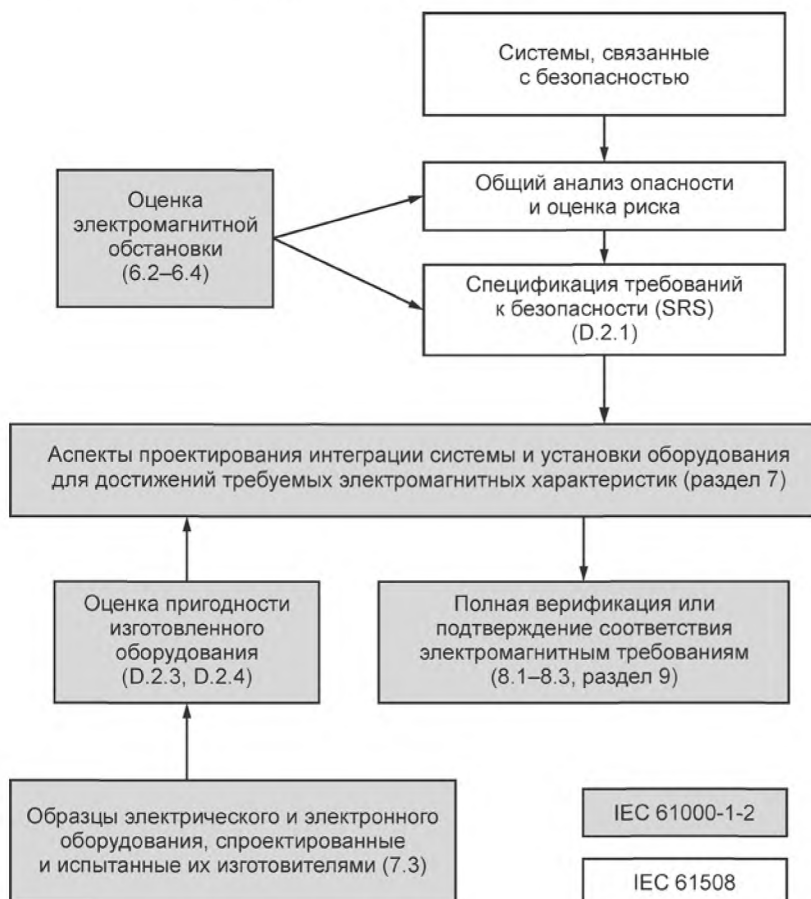 Системы, связанные
с безопасностью
Оценка
электромагнитной
обстановки
(6.2–6.4)
Общий анализ опасности
и оценка риска
Спецификация требований
к безопасности (SRS)
(D.2.1)
Аспекты проектирования интеграции системы и установки оборудования
для достижений требуемых электромагнитных характеристик (раздел 7)
Оценка пригодности
изготовленного
оборудования
(D.2.3, D.2.4)
Полная верификация или
подтверждение соответствия
электромагнитным требованиям
(8.1–8.3, раздел 9)
Образцы электрического и электронного
оборудования, спроектированные
и испытанные их изготовителями (7.3)
IEC 61000-1-2
IEC 61508